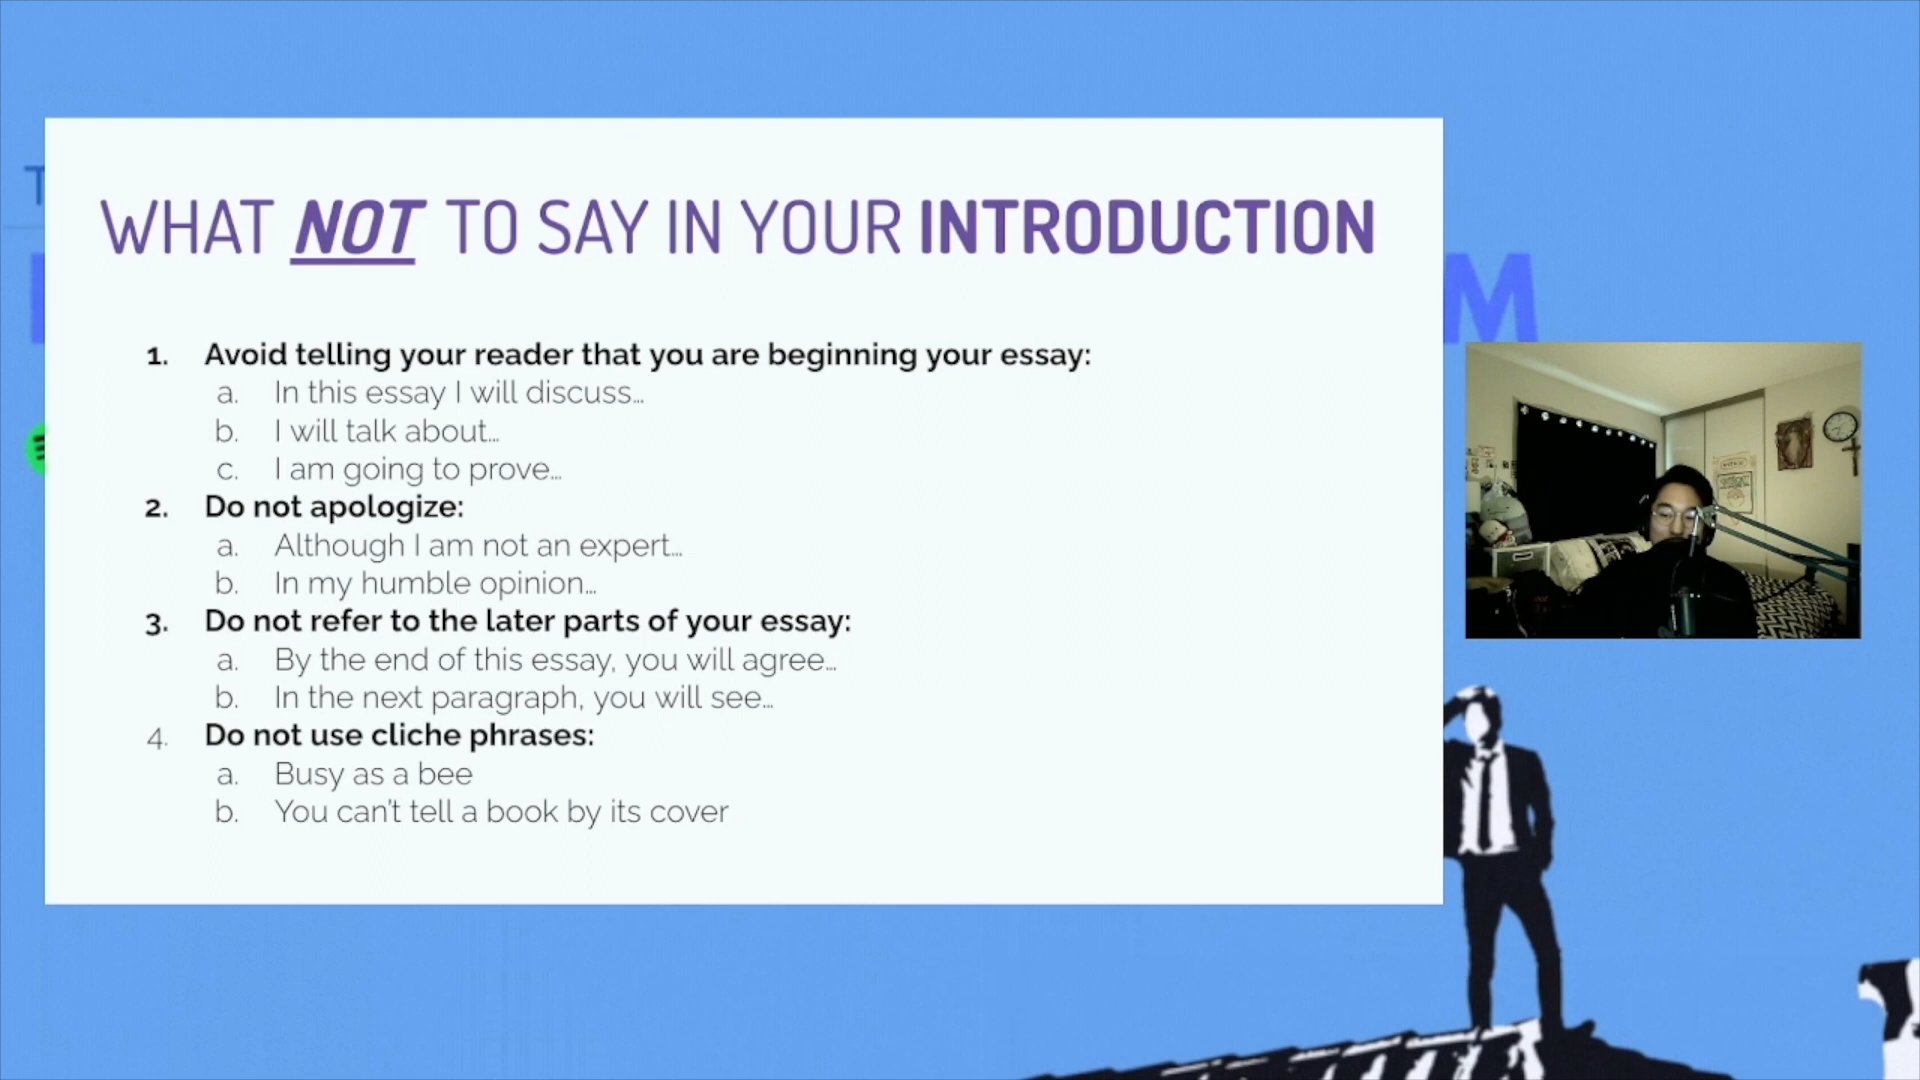 WHAT NOT TO SAY IN YOUR INTRODUCTION
1. Avoid telling your reader that you are beginning your essay:
a. In this essay I will discuss...
b. I will talk about...
c. I am going to prove...
2. Do not apologize:
a. Although I am not an expert...
b. In my humble opinion...
3. Do not refer to the later parts of your essay:
a. By the end of this essay, you will agree...
b. In the next paragraph, you will see...
4. Do not use cliche phrases:
a. Busy as a bee
b. You can't tell a book by its cover
T
M